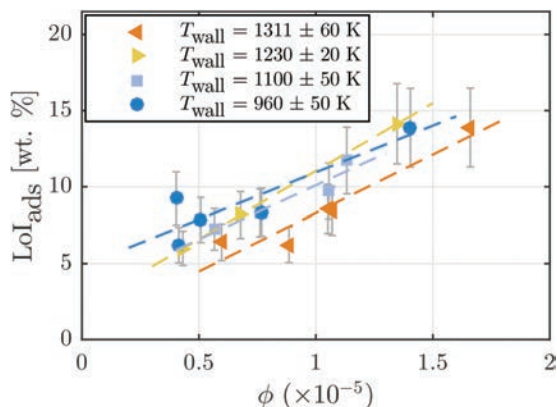 20
15
10
5
0
LoI_ads [wt. %]
T_wall = 1311 ± 60 K
T_wall = 1230 ± 20 K
T_wall = 1100 ± 50 K
T_wall = 960 ± 50 K
0 0.5 1 1.5 2
ϕ (×10⁻⁵)